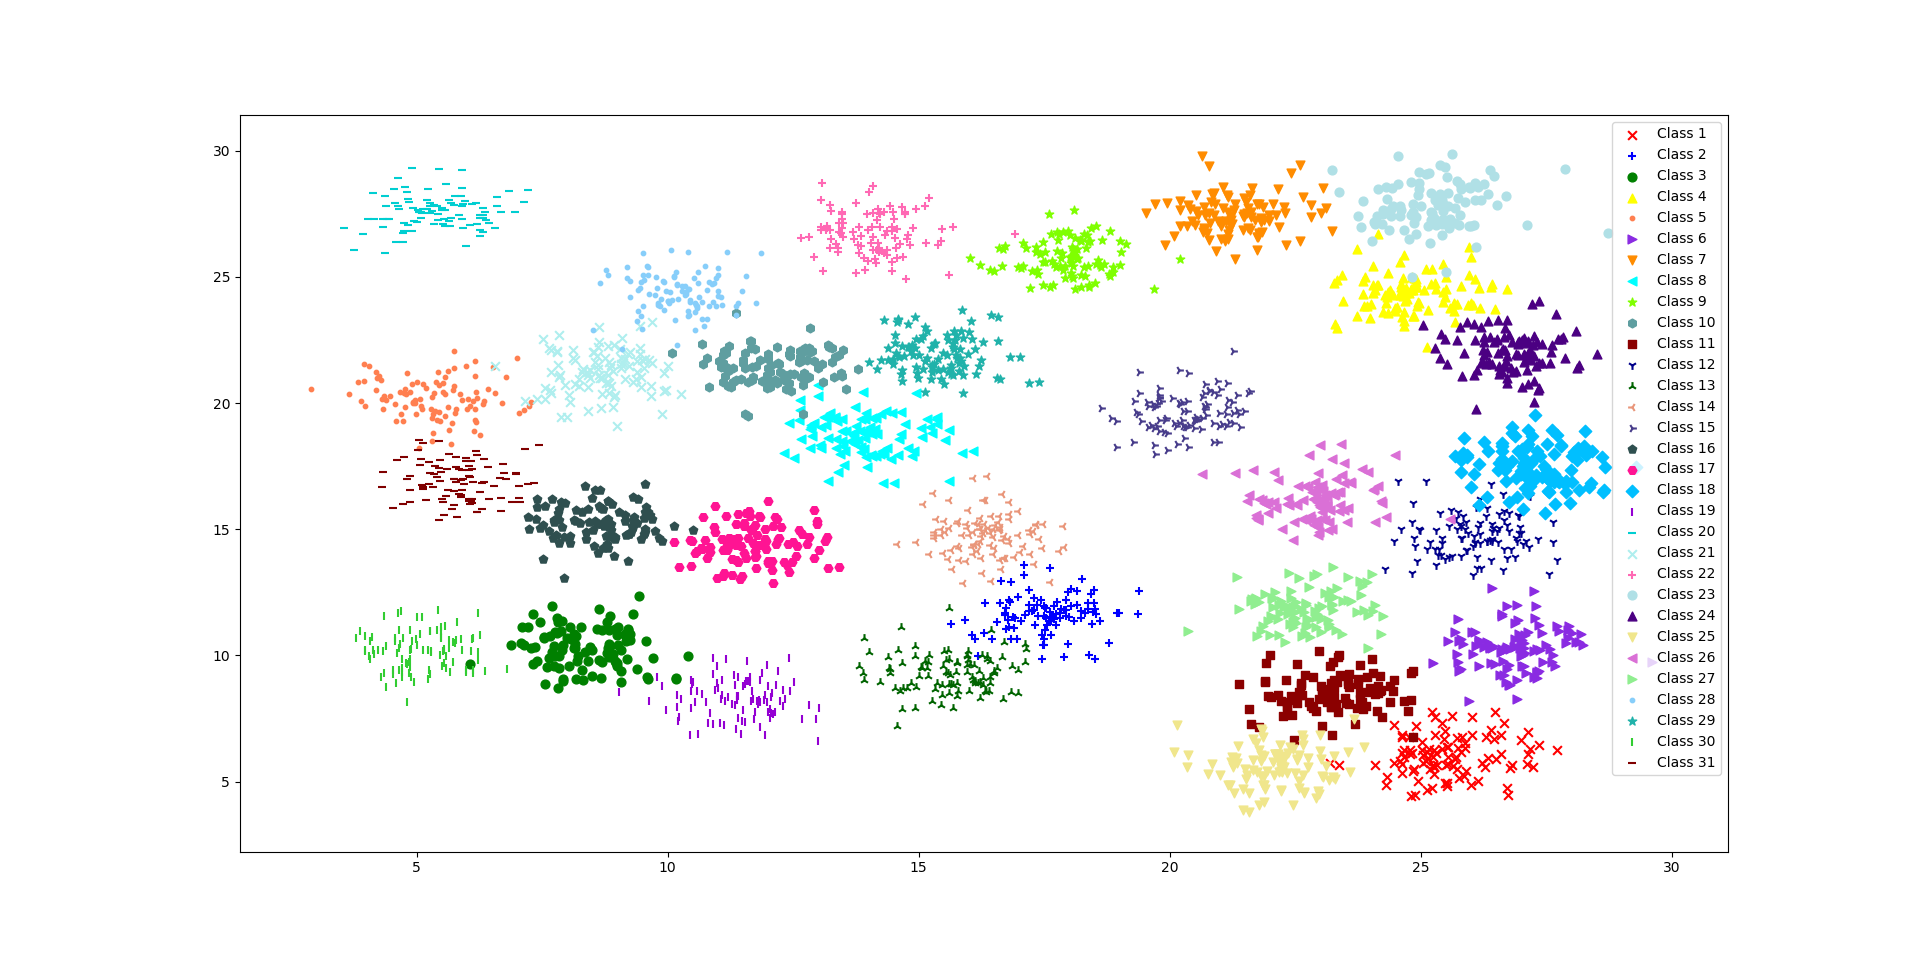 30
25
20
15
10
5
5
10
15
20
25
30
Class 1
Class 2
Class 3
Class 4
Class 5
Class 6
Class 7
Class 8
Class 9
Class 10
Class 11
Class 12
Class 13
Class 14
Class 15
Class 16
Class 17
Class 18
Class 19
Class 20
Class 21
Class 22
Class 23
Class 24
Class 25
Class 26
Class 27
Class 28
Class 29
Class 30
Class 31